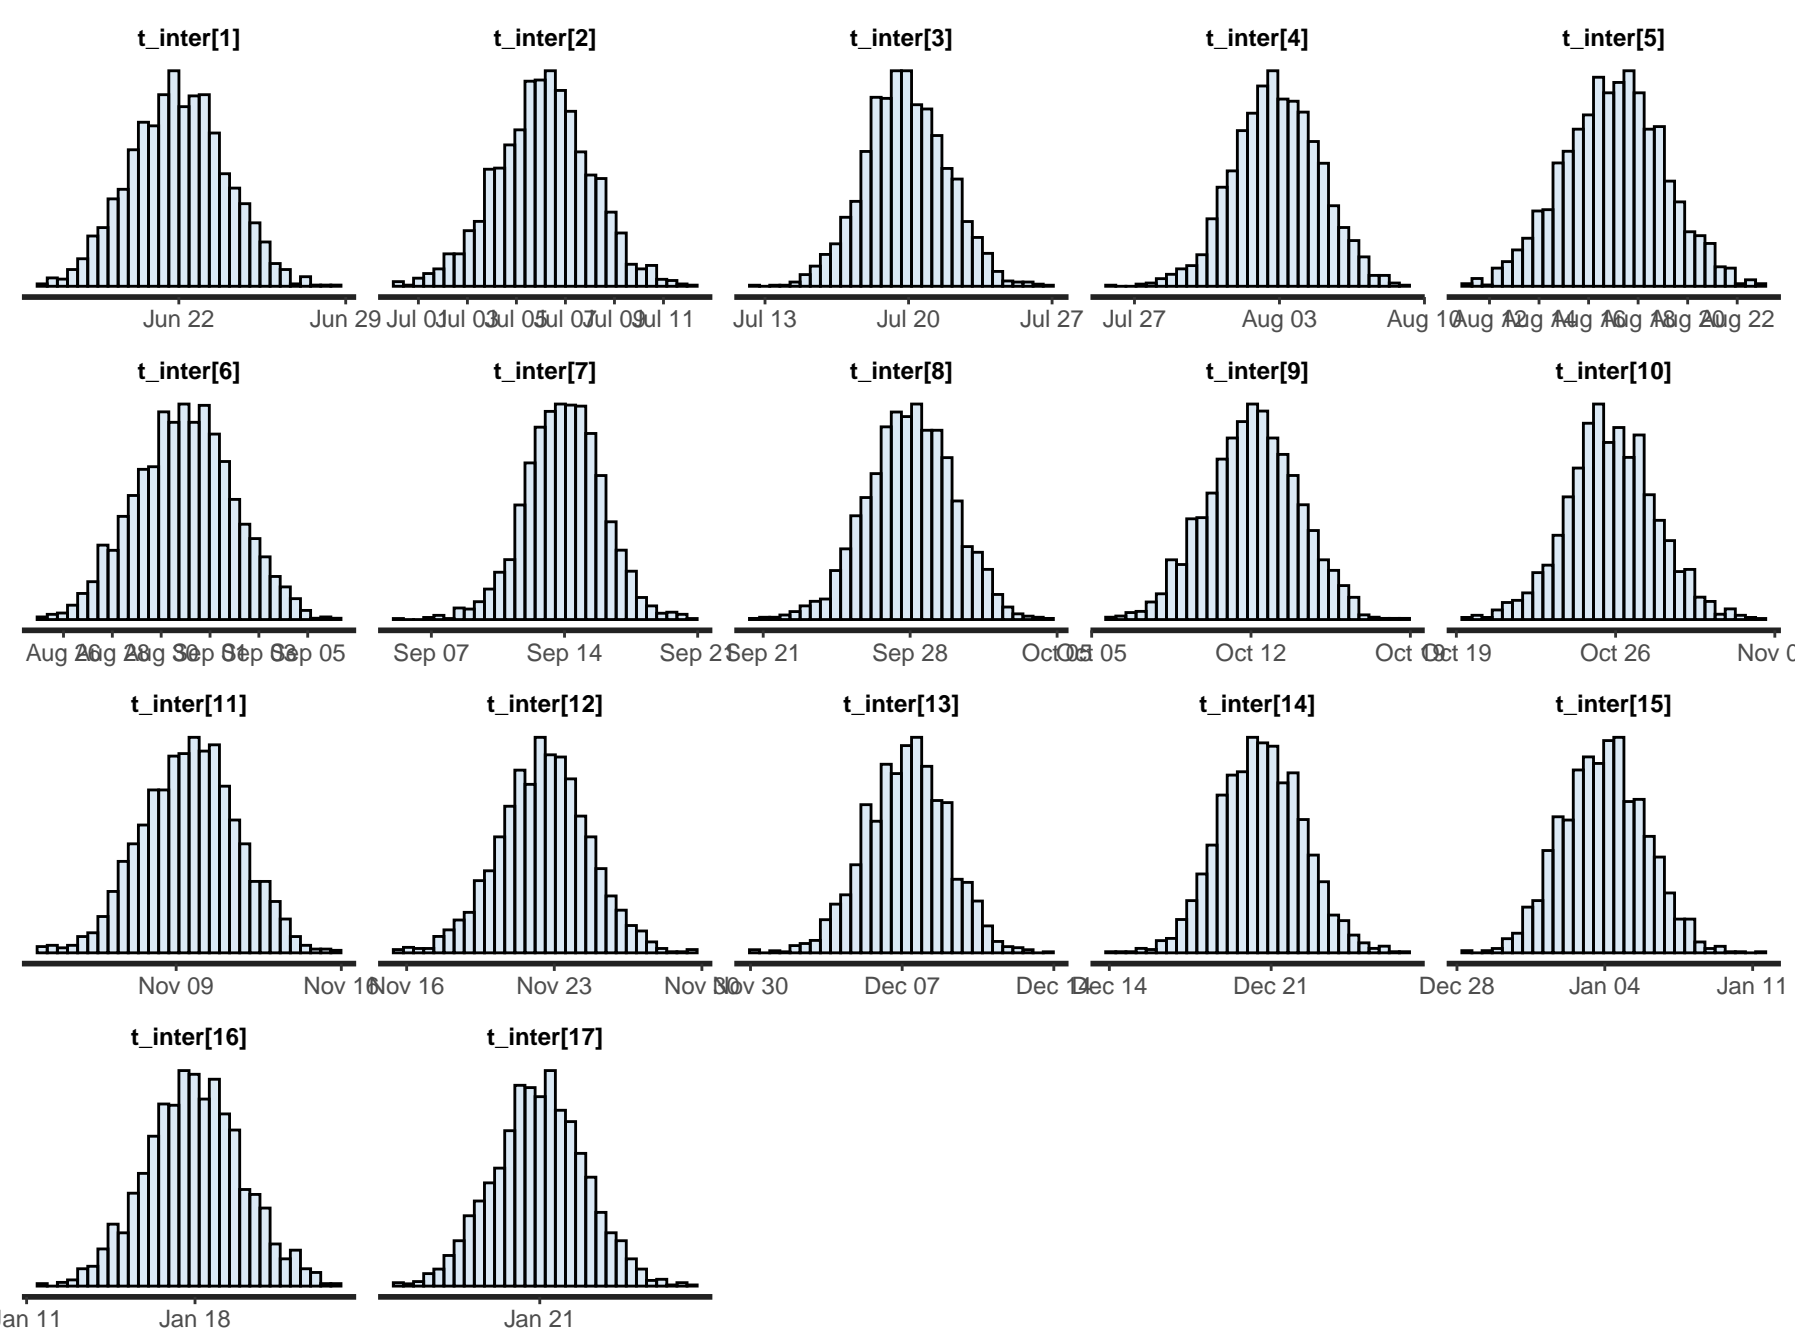 t_inter[1] t_inter[2] t_inter[3] t_inter[4] t_inter[5]
Jun 22 Jun 29 Jul 01 Jul 03 Jul 05 Jul 07 Jul 09 Jul 11 Jul 13 Jul 20 Jul 27 Jul 27 Aug 03 Aug 10 Aug 12 Aug 14 Aug 16 Aug 18 Aug 20 Aug 22
t_inter[6] t_inter[7] t_inter[8] t_inter[9] t_inter[10]
Aug 26 Aug 28 Aug 30 Sep 01 Sep 03 Sep 05 Sep 07 Sep 14 Sep 21 Sep 21 Sep 28 Oct 05 Oct 05 Oct 12 Oct 19 Oct 19 Oct 26 Nov 0
t_inter[11] t_inter[12] t_inter[13] t_inter[14] t_inter[15]
Nov 09 Nov 16 Nov 16 Nov 23 Nov 30 Nov 30 Dec 07 Dec 14 Dec 14 Dec 21 Dec 28 Jan 04 Jan 11
t_inter[16] t_inter[17]
Jan 11 Jan 18 Jan 21